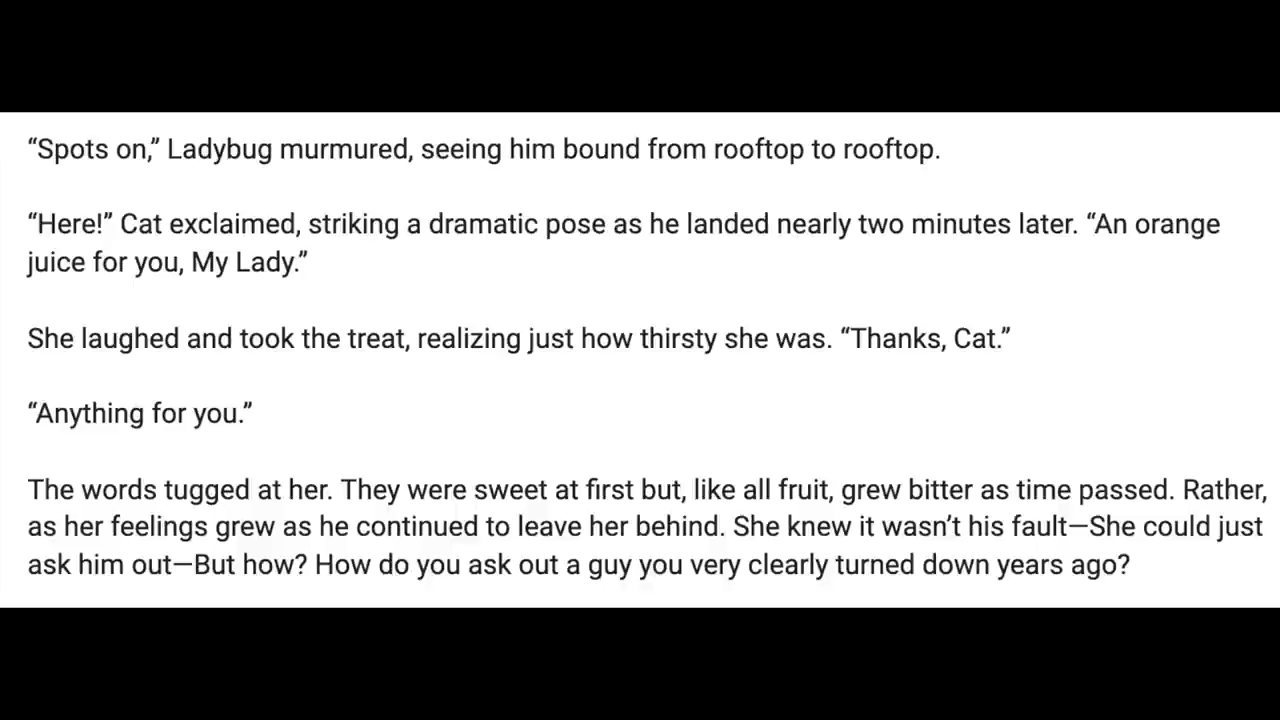 “Spots on,” Ladybug murmured, seeing him bound from rooftop to rooftop.
“Here!” Cat exclaimed, striking a dramatic pose as he landed nearly two minutes later. “An orange
juice for you, My Lady.”
She laughed and took the treat, realizing just how thirsty she was. “Thanks, Cat.”
“Anything for you.”
The words tugged at her. They were sweet at first but, like all fruit, grew bitter as time passed. Rather,
as her feelings grew as he continued to leave her behind. She knew it wasn’t his fault—She could just
ask him out—But how? How do you ask out a guy you very clearly turned down years ago?